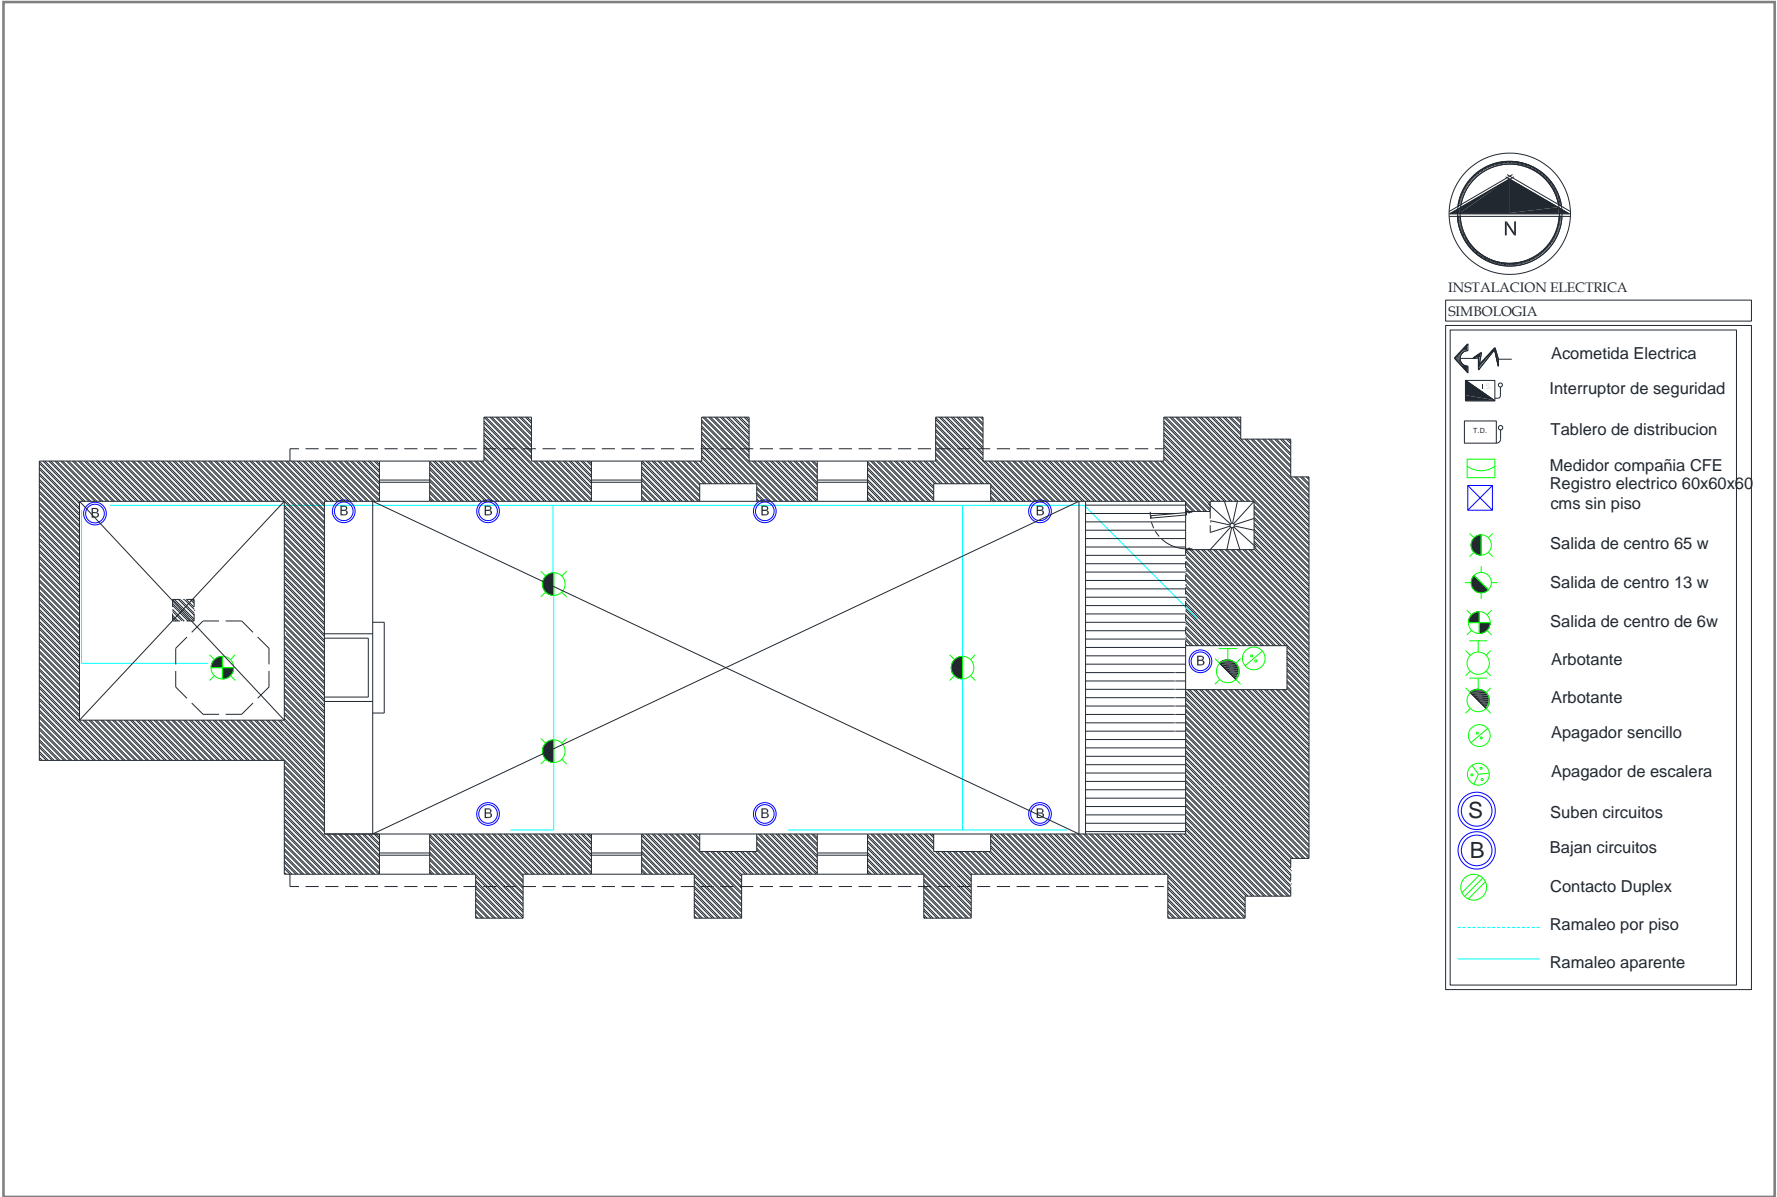 N
INSTALACION ELECTRICA
SIMBOLOGIA
Acometida Electrica
Interruptor de seguridad
T.D. Tablero de distribucion
Medidor compañia CFE
Registro electrico 60x60x60
cms sin piso
Salida de centro 65 w
Salida de centro 13 w
Salida de centro de 6w
Arbotante
Arbotante
Apagador sencillo
Apagador de escalera
S Suben circuitos
B Bajan circuitos
Contacto Duplex
Ramaleo por piso
Ramaleo aparente
B B B B B
B
B B B